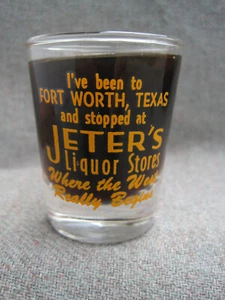 I've been to
FORT WORTH, TEXAS
and stopped at
JETER'S
Liquor Stores
Where the West
Really Begins